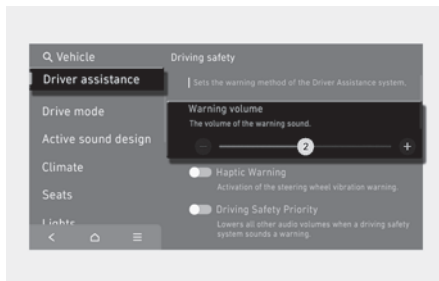 Vehicle
Driving safety
Driver assistance
Sets the warning method of the Driver Assistance system.
Drive mode
Warning volume
The volume of the warning sound.
Active sound design
2
Climate
Haptic Warning
Activation of the steering wheel vibration warning.
Seats
Driving Safety Priority
Lights
Lowers all other audio volumes when a driving safety
system sounds a warning.